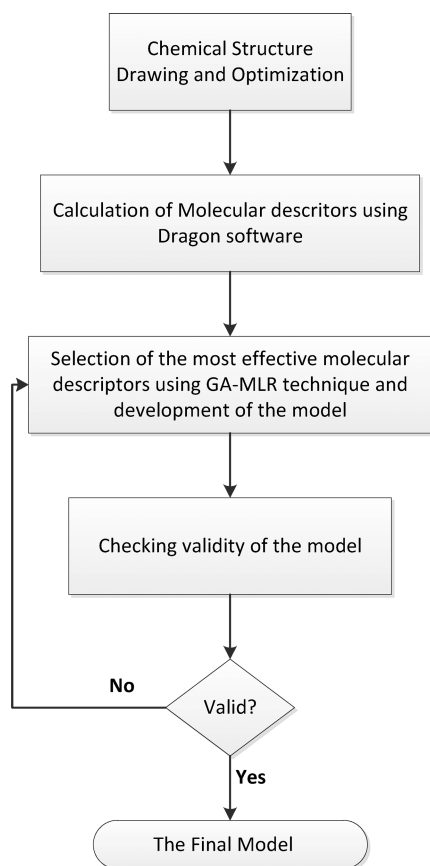 Chemical Structure
Drawing and Optimization
Calculation of Molecular descritors using
Dragon software
Selection of the most effective molecular
descriptors using GA-MLR technique and
development of the model
Checking validity of the model
No
Valid?
Yes
The Final Model